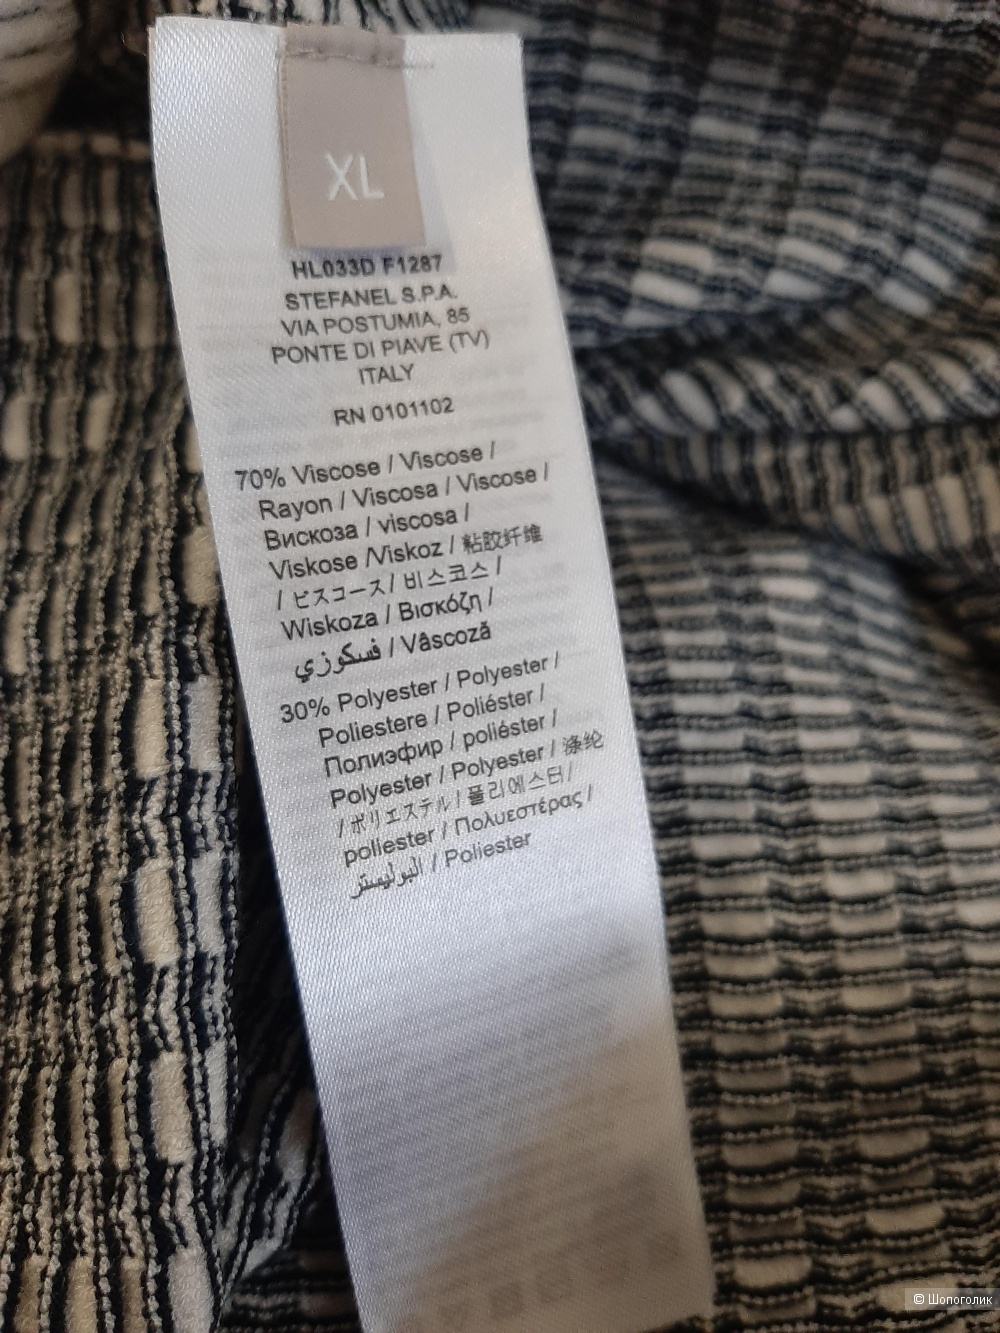 XL
HL033D F1287
STEFANEL S.P.A.
VIA POSTUMIA, 85
PONTE DI PIAVE (TV)
ITALY
RN 0101102
70% Viscose / Viscose /
Rayon / Viscosa / Viscose /
Вискоза / viscosa /
Viskose /Viskoz / 粘胶纤维
/ ビスコース/ 비스코스 /
Wiskoza / Βισκόζη /
فسكوزي / Vâscoză
30% Polyester / Polyester /
Poliestere / Poliéster /
Полиэфир / poliéster /
Polyester / Polyester / 涤纶
/ ポリエステル/ 폴리에스터/
poliester / Πολυεστέρας /
البوليستر / Poliester
© Шопоголик